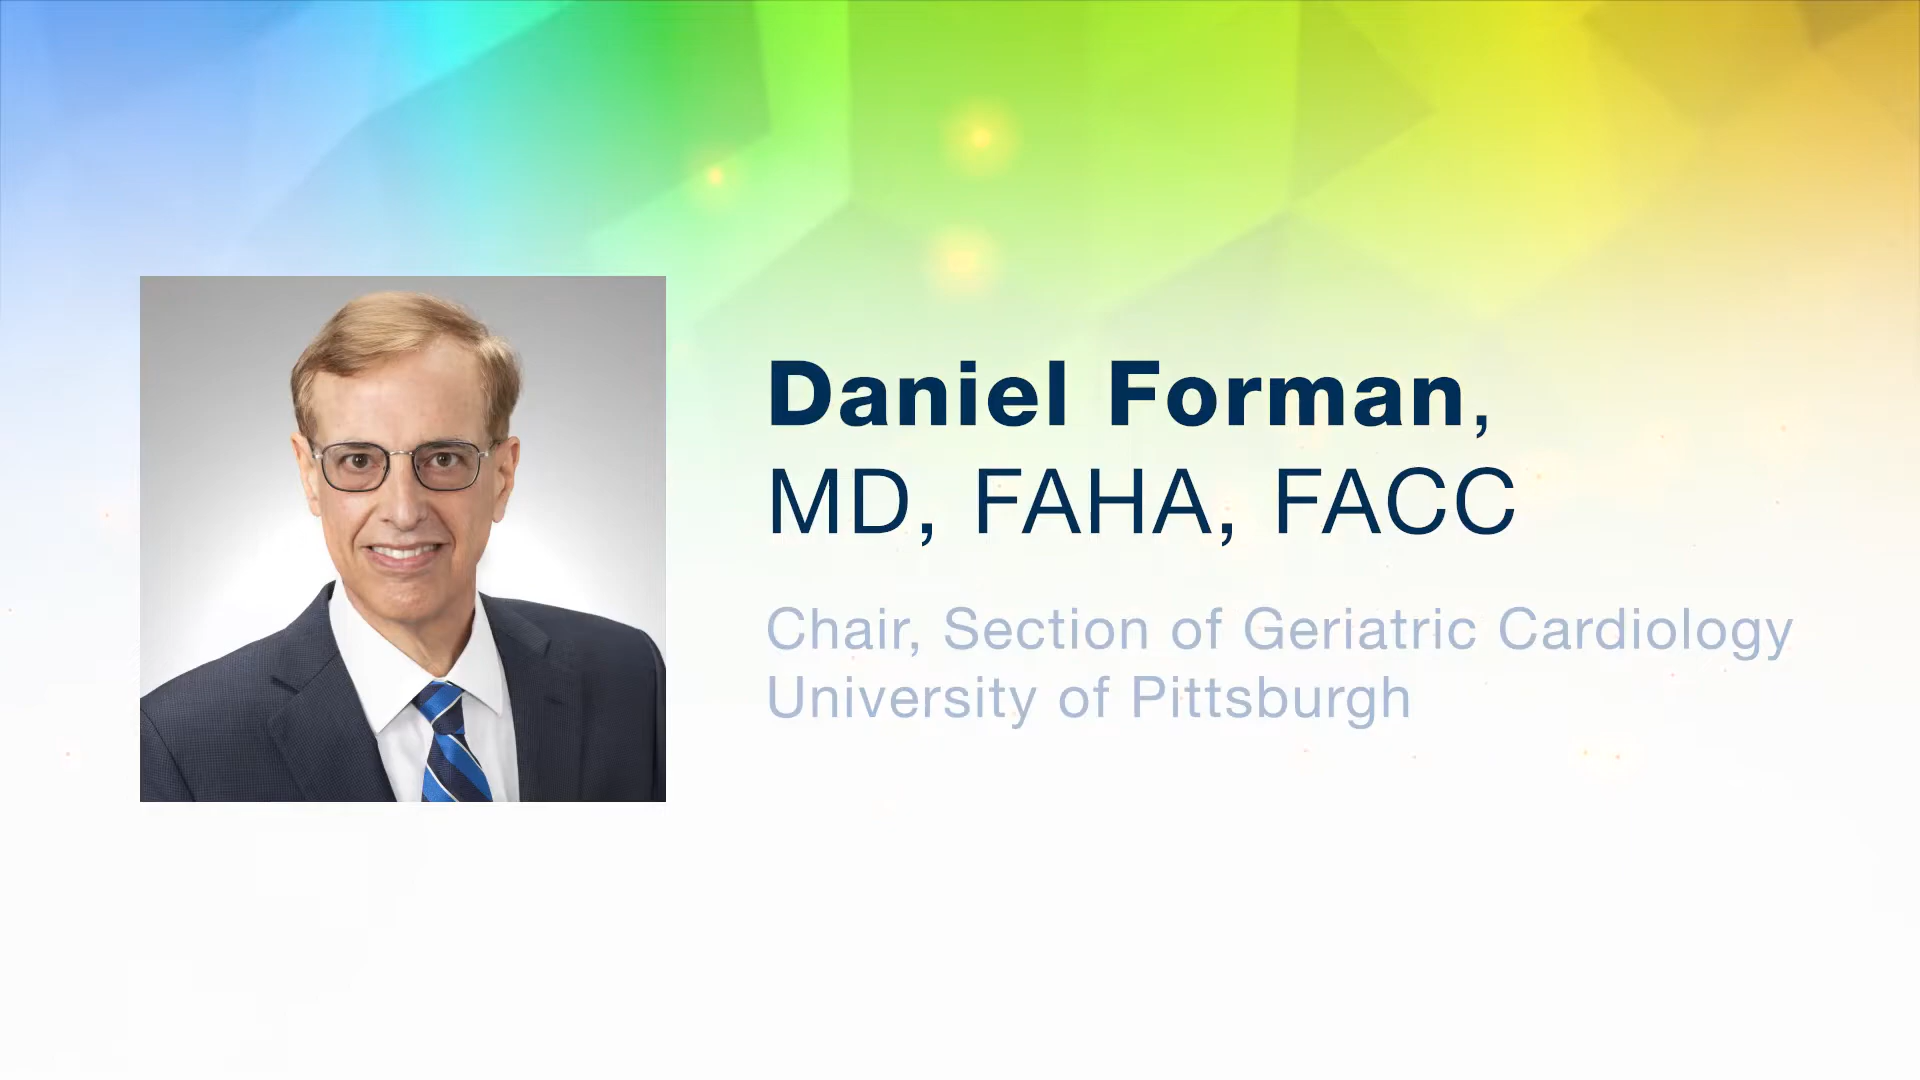 Daniel Forman,
MD, FAHA, FACC
Chair, Section of Geriatric Cardiology
University of Pittsburgh